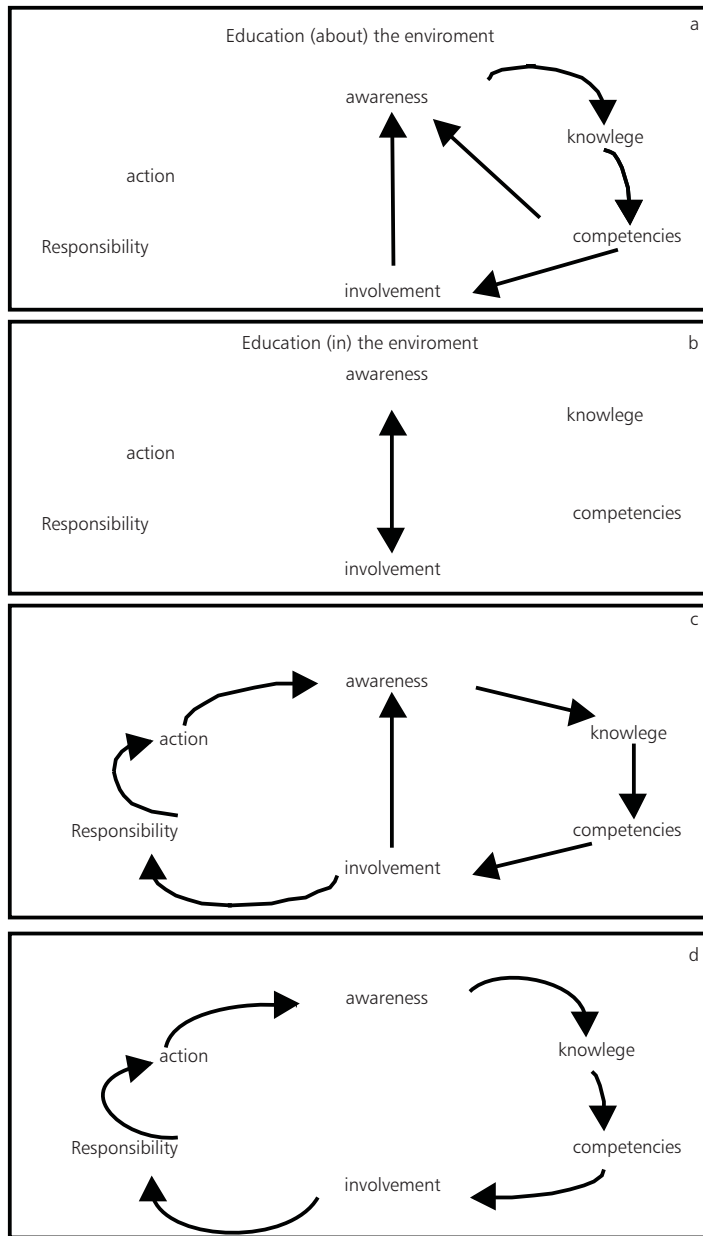 a
Education (about) the enviroment
awareness
knowlege
action
competencies
Responsibility
involvement
b
Education (in) the enviroment
awareness
knowlege
action
competencies
Responsibility
involvement
c
awareness
knowlege
action
competencies
Responsibility
involvement
d
awareness
knowlege
action
competencies
Responsibility
involvement